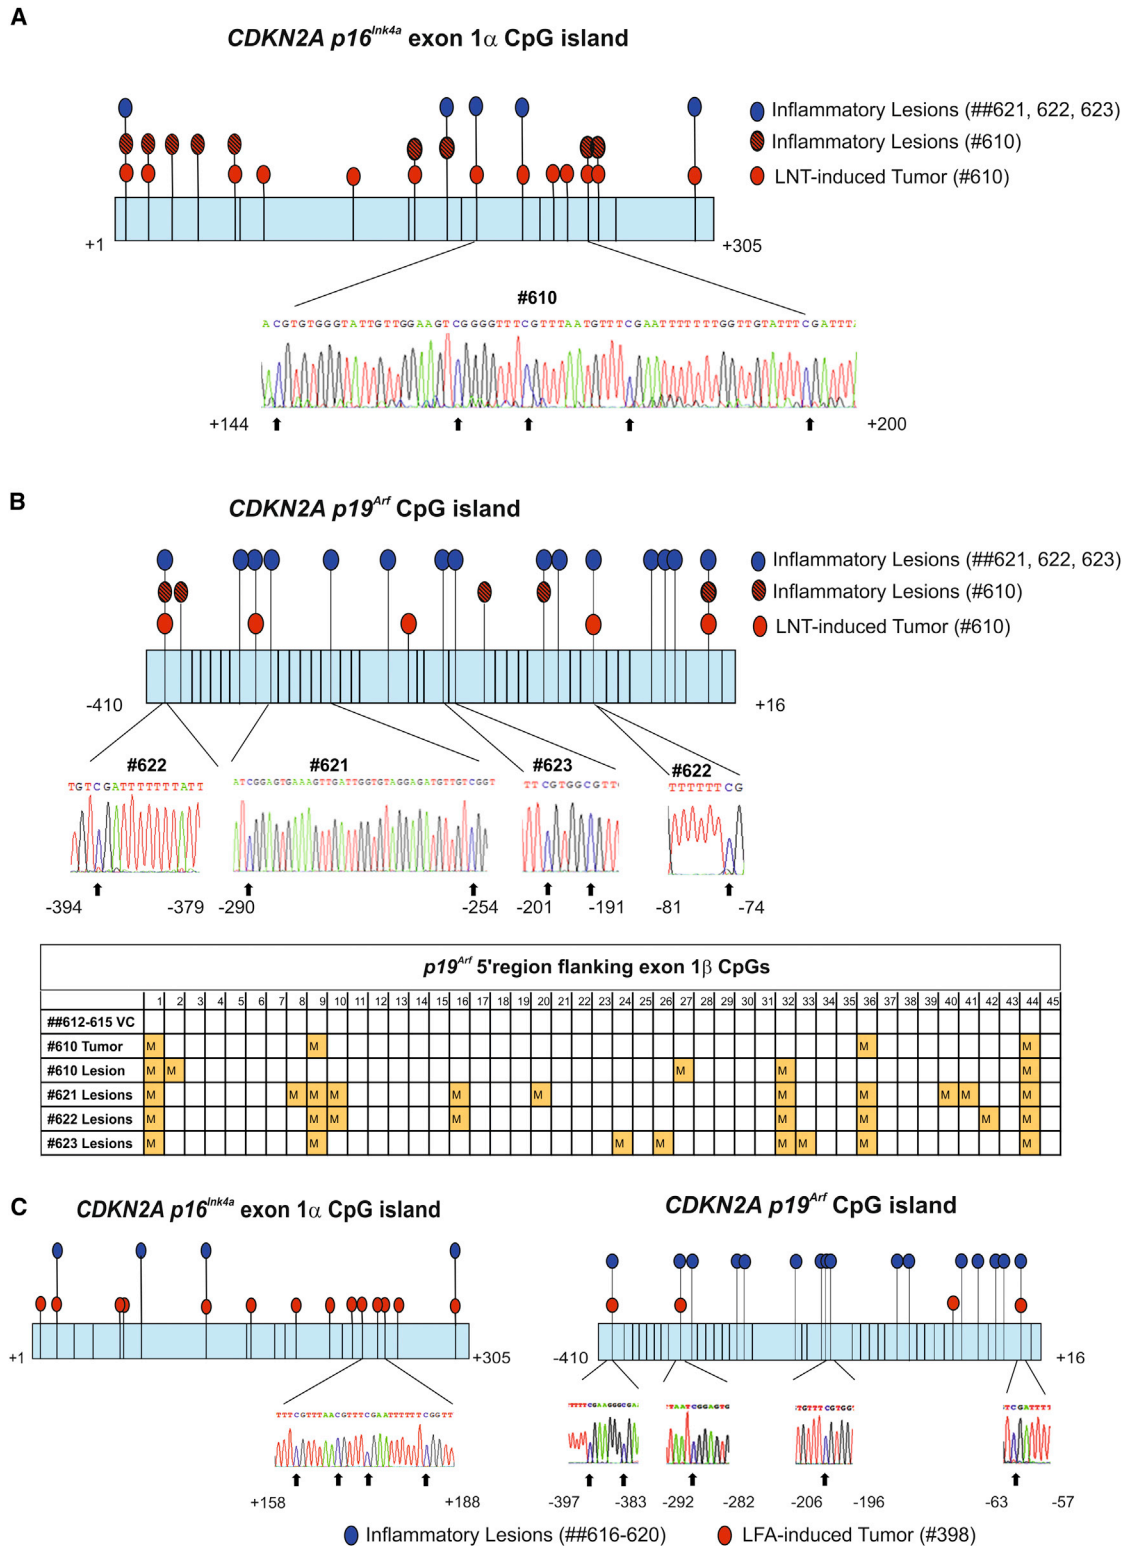 A
CDKN2A p16Ink4a exon 1α CpG island
Inflammatory Lesions (##621, 622, 623)
Inflammatory Lesions (#610)
LNT-induced Tumor (#610)
+1
+305
#610
ACGTGTGGGTATTGTTGGAAGTCGGGGTTTCGTTTAATGTTTCGAATTTTTTTGGTTGTATTTCGATTT
+144
+200
B
CDKN2A p19Arf CpG island
Inflammatory Lesions (##621, 622, 623)
Inflammatory Lesions (#610)
LNT-induced Tumor (#610)
-410
+16
#622
#621
#623
#622
TGTCGATTTTTTTATT
ATCGGAGTGAAAGTTGATTGGTGTAGGAGATGTTGTCGGT
TTCGTGGCGTT
TTTTTTCG
-394
-379
-290
-254
-201
-191
-81
-74
p19Arf 5'region flanking exon 1β CpGs
1 2 3 4 5 6 7 8 9 10 11 12 13 14 15 16 17 18 19 20 21 22 23 24 25 26 27 28 29 30 31 32 33 34 35 36 37 38 39 40 41 42 43 44 45
##612-615 VC
#610 Tumor M M M M
#610 Lesion M M M M M
#621 Lesions M M M M M M M M M M M
#622 Lesions M M M M M M M M
#623 Lesions M M M M M M M M
C
CDKN2A p16Ink4a exon 1α CpG island
CDKN2A p19Arf CpG island
+1
+305
-410
+16
TTTCGTTTAACGTTTCGAATTTTTTCGGTT
TTTTTCGAAGGGCGA
TTAATCGGAGTG
TGTTTCGTGG
TCGATTTT
+158
+188
-397
-383
-292
-282
-206
-196
-63
-57
Inflammatory Lesions (##616-620)
LFA-induced Tumor (#398)